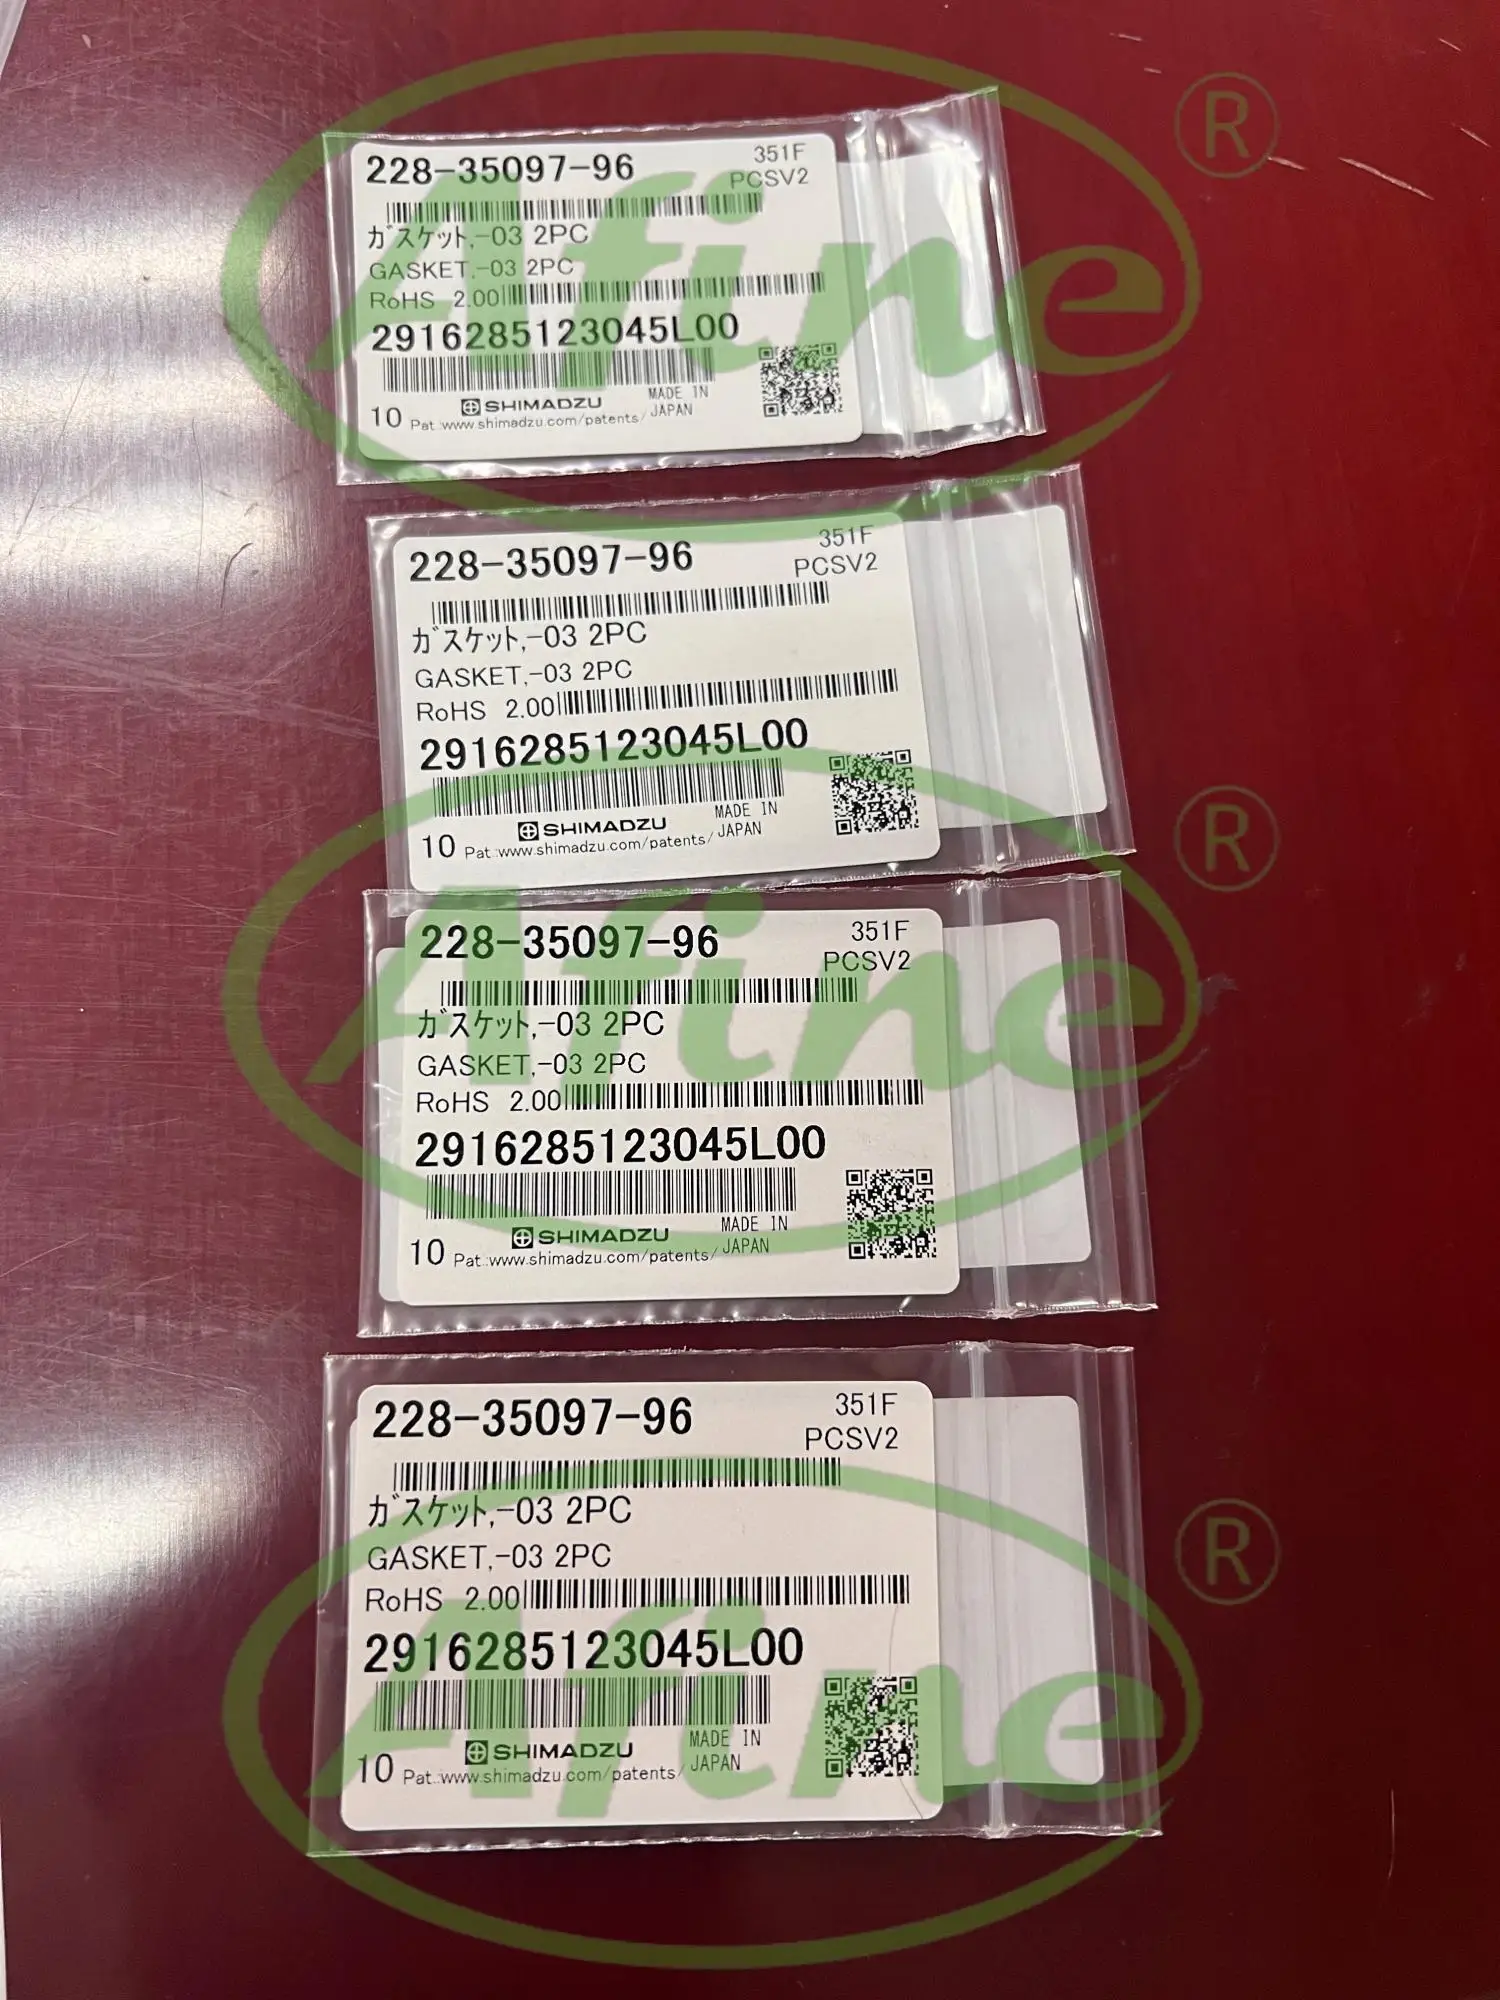 228-35097-96
351F
PCSV2
ガスケット,-03 2PC
GASKET,-03 2PC
RoHS 2.00
2916285123045L00
10
SHIMADZU
Pat.:www.shimadzu.com/patents/
MADE IN
JAPAN
228-35097-96
351F
PCSV2
ガスケット,-03 2PC
GASKET,-03 2PC
RoHS 2.00
2916285123045L00
10
SHIMADZU
Pat.:www.shimadzu.com/patents/
MADE IN
JAPAN
228-35097-96
351F
PCSV2
ガスケット,-03 2PC
GASKET,-03 2PC
RoHS 2.00
2916285123045L00
10
SHIMADZU
Pat.:www.shimadzu.com/patents/
MADE IN
JAPAN
228-35097-96
351F
PCSV2
ガスケット,-03 2PC
GASKET,-03 2PC
RoHS 2.00
2916285123045L00
10
SHIMADZU
Pat.:www.shimadzu.com/patents/
MADE IN
JAPAN
Afine ®
Afine ®
Afine ®